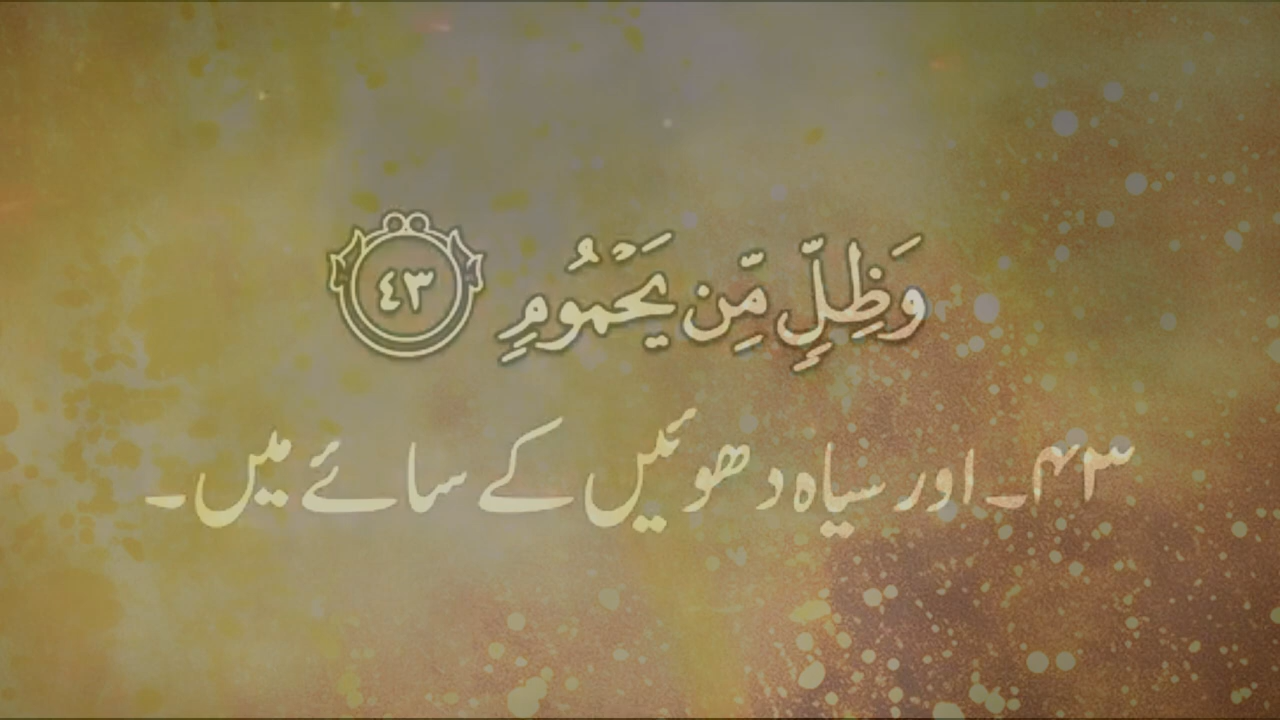 وَظِلٍّ مِّن يَحْمُومٍ ٤٣
۴۳۔ اور سیاہ دھوئیں کے سائے میں۔